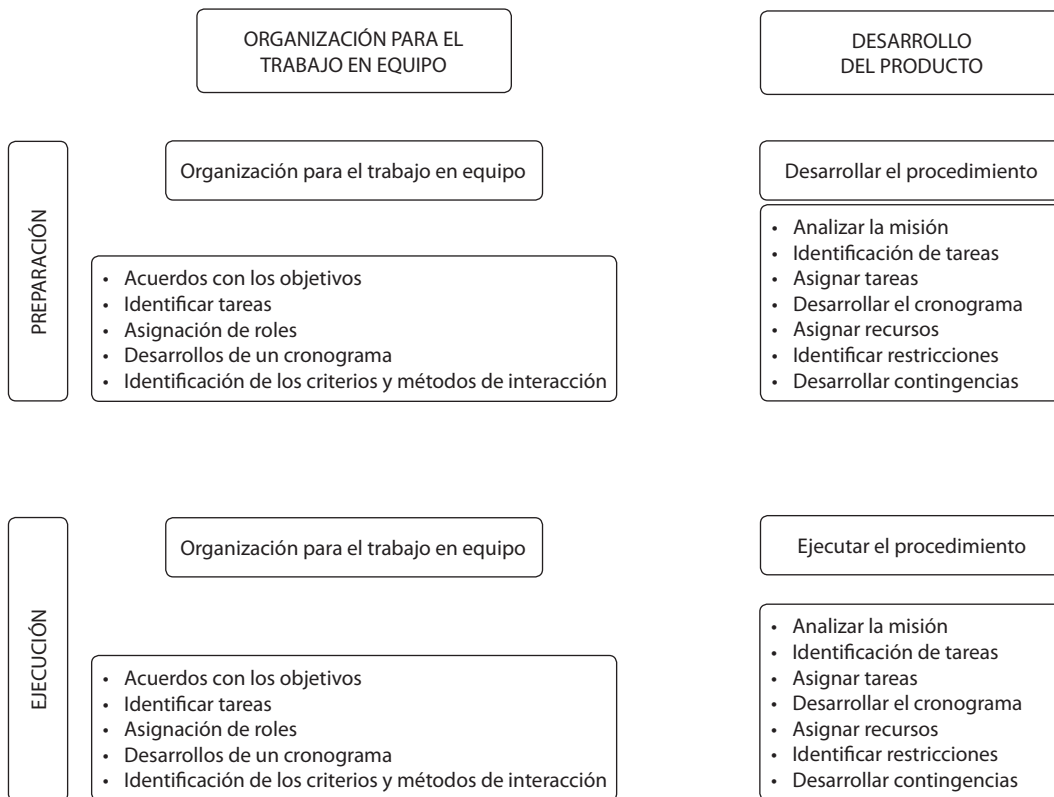 ORGANIZACIÓN PARA EL
TRABAJO EN EQUIPO
DESARROLLO
DEL PRODUCTO
PREPARACIÓN
Organización para el trabajo en equipo
• Acuerdos con los objetivos
• Identificar tareas
• Asignación de roles
• Desarrollos de un cronograma
• Identificación de los criterios y métodos de interacción
Desarrollar el procedimiento
• Analizar la misión
• Identificación de tareas
• Asignar tareas
• Desarrollar el cronograma
• Asignar recursos
• Identificar restricciones
• Desarrollar contingencias
EJECUCIÓN
Organización para el trabajo en equipo
• Acuerdos con los objetivos
• Identificar tareas
• Asignación de roles
• Desarrollos de un cronograma
• Identificación de los criterios y métodos de interacción
Ejecutar el procedimiento
• Analizar la misión
• Identificación de tareas
• Asignar tareas
• Desarrollar el cronograma
• Asignar recursos
• Identificar restricciones
• Desarrollar contingencias